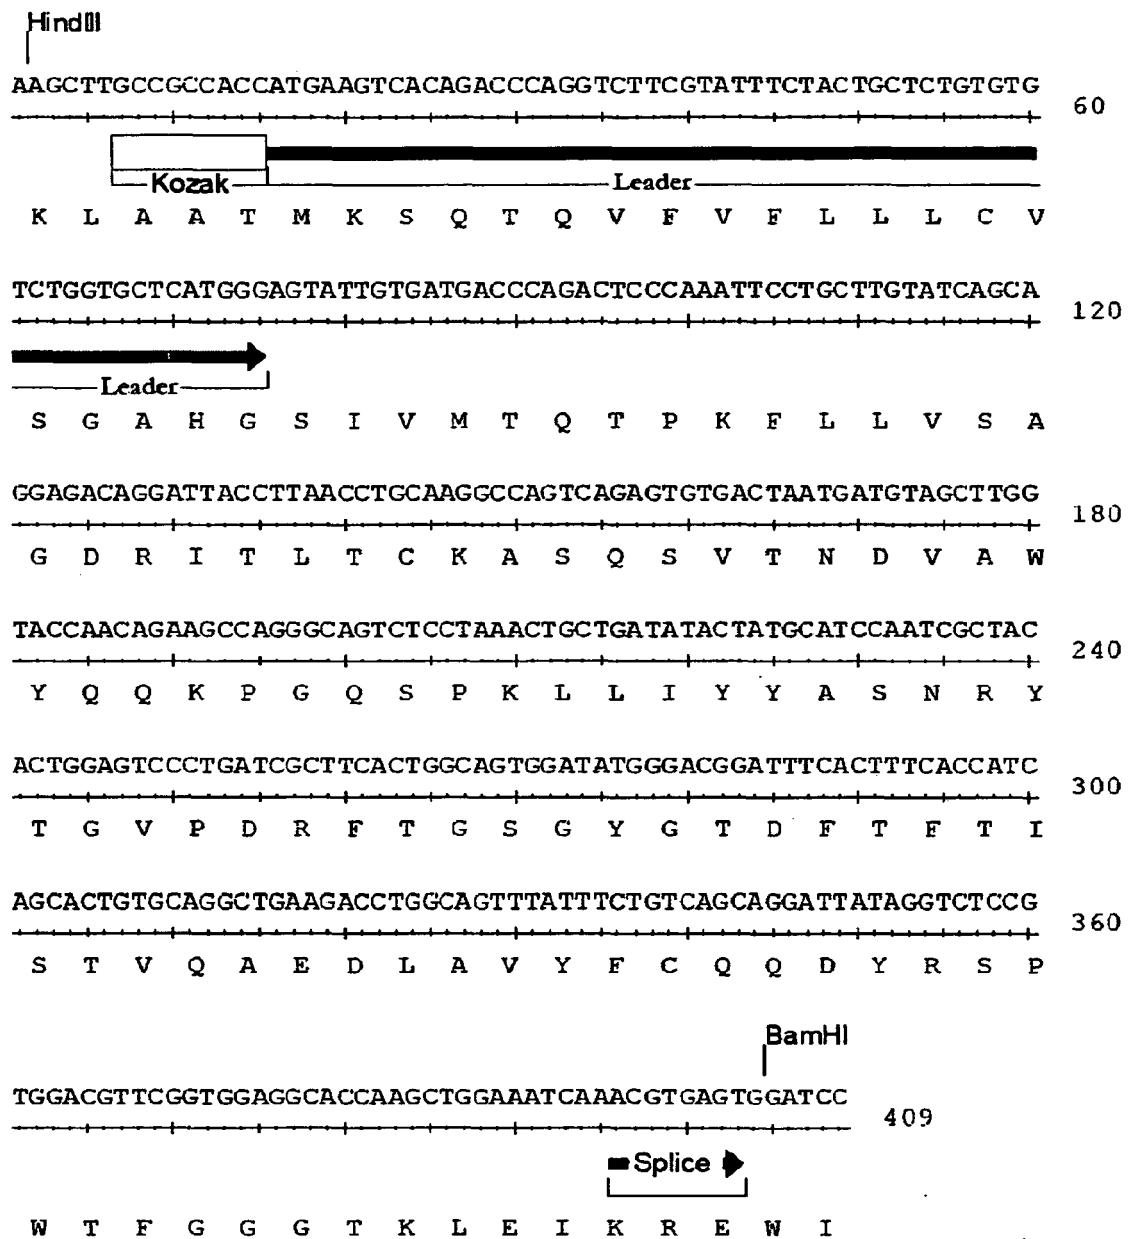 HindIII
AAGCTTGCCGCCACCATGAAGTCACAGACCCAGGTCTTCGTATTTCTACTGCTCTGTGTG 60
Kozak Leader
K L A A T M K S Q T Q V F V F L L L C V
TCTGGTGCTCATGGGAGTATTGTGATGACCCAGACTCCCAAATTCCTGCTTGTATCAGCA 120
Leader
S G A H G S I V M T Q T P K F L L V S A
GGAGACAGGATTACCTTAACCTGCAAGGCCAGTCAGAGTGTGACTAATGATGTAGCTTGG 180
G D R I T L T C K A S Q S V T N D V A W
TACCAACAGAAGCCAGGGCAGTCTCCTAAACTGCTGATATACTATGCATCCAATCGCTAC 240
Y Q Q K P G Q S P K L L I Y Y A S N R Y
ACTGGAGTCCCTGATCGCTTCACTGGCAGTGGATATGGGACGGATTTCACTTTCACCATC 300
T G V P D R F T G S G Y G T D F T F T I
AGCACTGTGCAGGCTGAAGACCTGGCAGTTTATTTCTGTCAGCAGGATTATAGGTCTCCG 360
S T V Q A E D L A V Y F C Q Q D Y R S P
BamHI
TGGACGTTCGGTGGAGGCACCAAGCTGGAAATCAAACGTGAGTGGATCC 409
Splice
W T F G G G T K L E I K R E W I